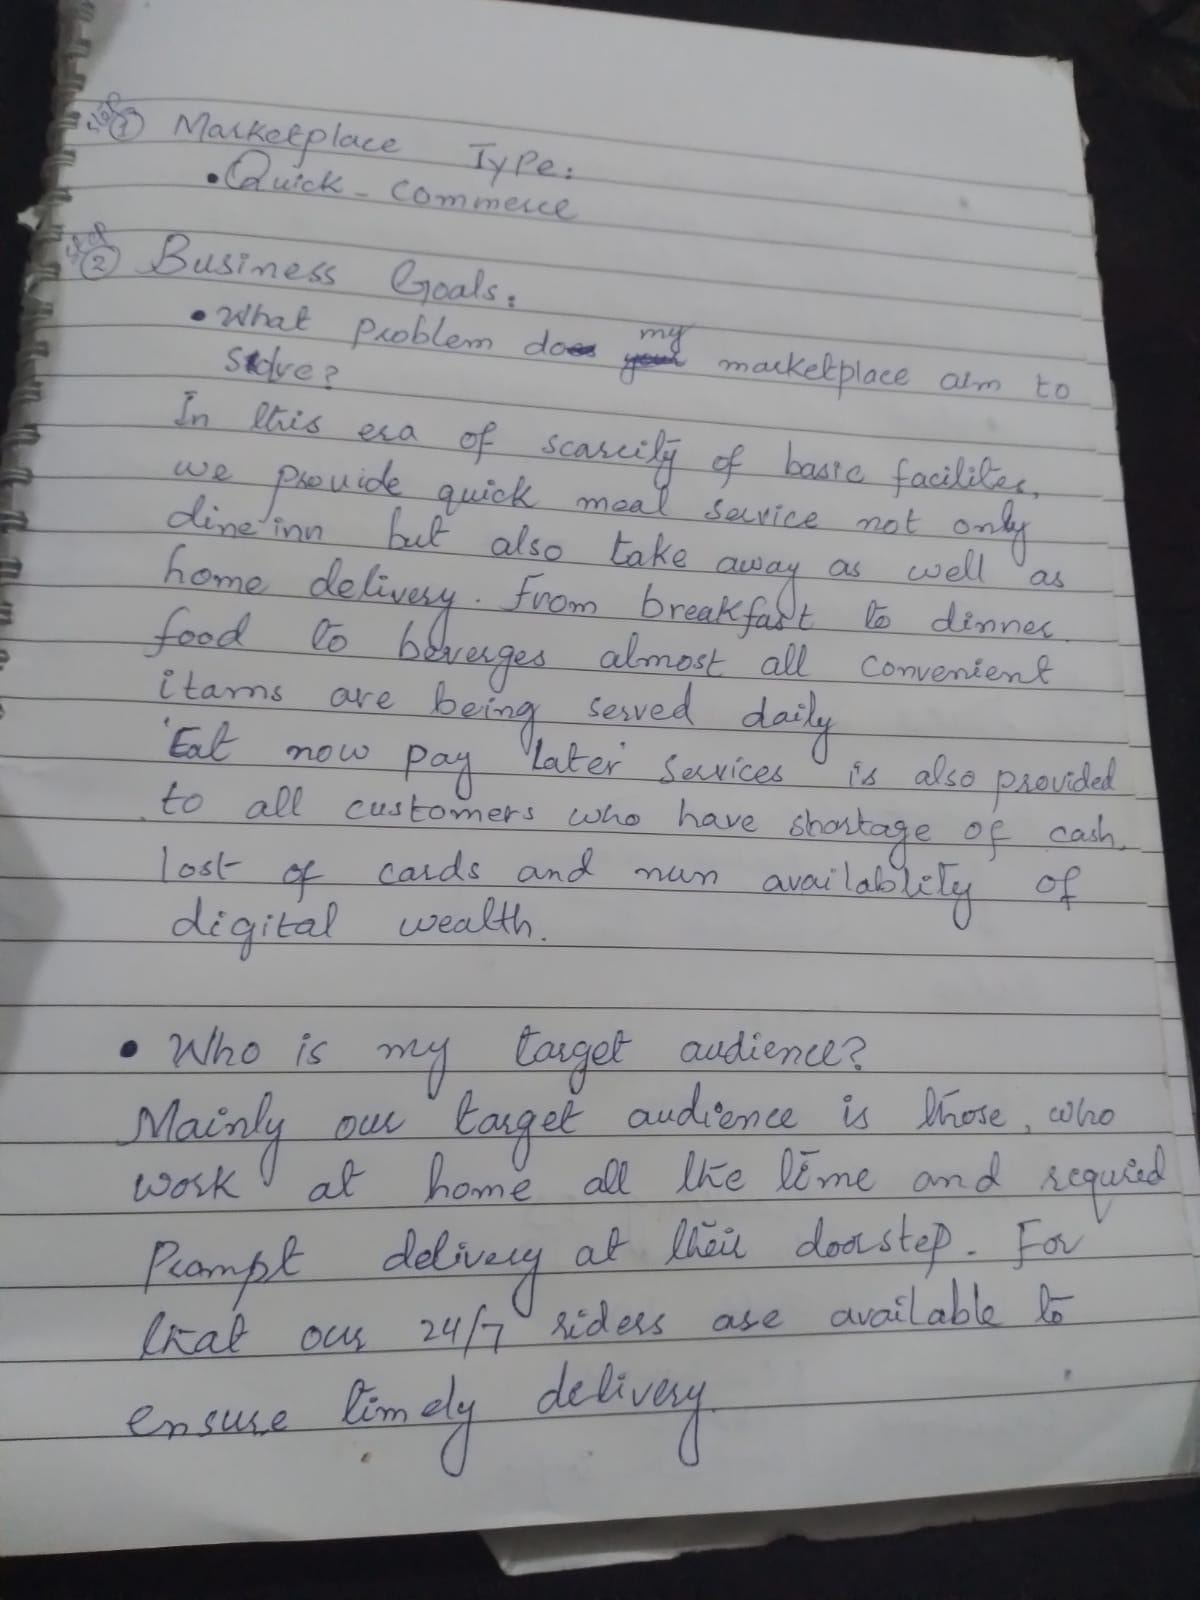 Step 1 Marketplace Type:
• Quick - Commerce
Step 2 Business Goals:
• What problem does my marketplace aim to
solve?
In this era of scarcity of basic facilites,
we provide quick meal service not only
dine inn but also take away as well as
home delivery. From breakfast to dinner
food to beverges almost all convenient
itams are being served daily
'Eat now pay later' services is also provided
to all customers who have shortage of cash,
lost of cards and nun availablity of
digital wealth.
• Who is my target audience?
Mainly our target audience is those, who
work at home all the time and requried
Prompt delivery at their doorstep. For
that our 24/7 riders are available to
ensure timely delivery.